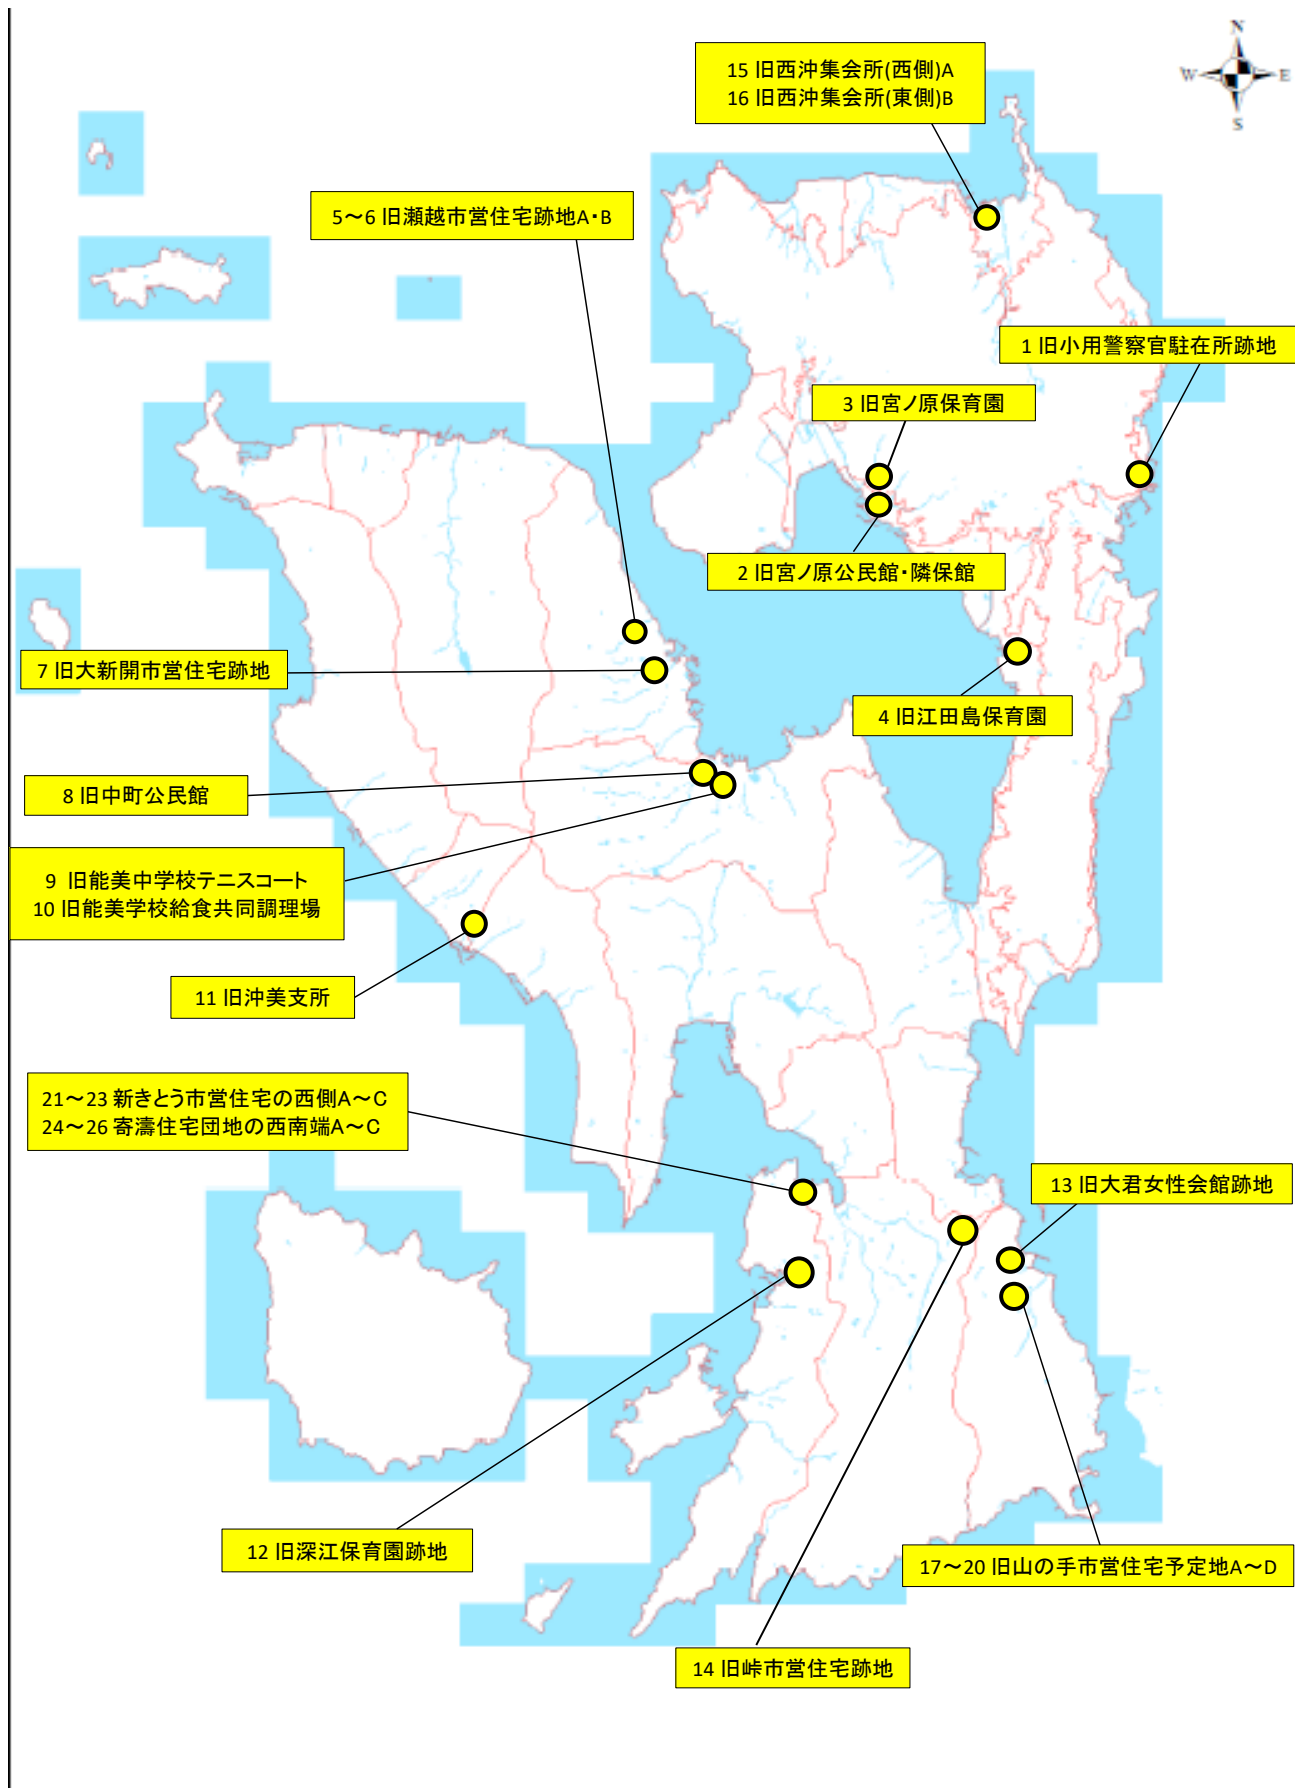 N
W
E
S
15 旧西沖集会所(西側)A
16 旧西沖集会所(東側)B
5～6 旧瀬越市営住宅跡地A・B
1 旧小用警察官駐在所跡地
3 旧宮ノ原保育園
2 旧宮ノ原公民館・隣保館
7 旧大新開市営住宅跡地
4 旧江田島保育園
8 旧中町公民館
9 旧能美中学校テニスコート
10 旧能美学校給食共同調理場
11 旧沖美支所
21～23 新きとう市営住宅の西側A～C
24～26 寄濤住宅団地の西南端A～C
13 旧大君女性会館跡地
12 旧深江保育園跡地
17～20 旧山の手市営住宅予定地A～D
14 旧峠市営住宅跡地